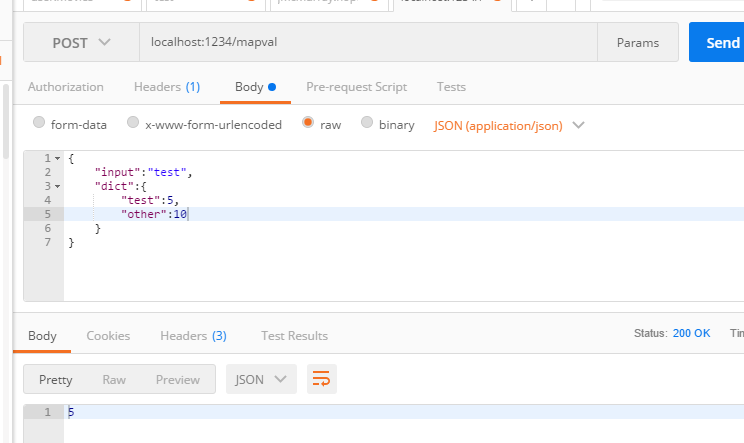 POST localhost:1234/mapval Params Send
Authorization Headers (1) Body Pre-request Script Tests
form-data x-www-form-urlencoded raw binary JSON (application/json)
1 {
2 "input":"test",
3 "dict":{
4 "test":5,
5 "other":10
6 }
7 }
Body Cookies Headers (3) Test Results Status: 200 OK
Pretty Raw Preview JSON
1 5